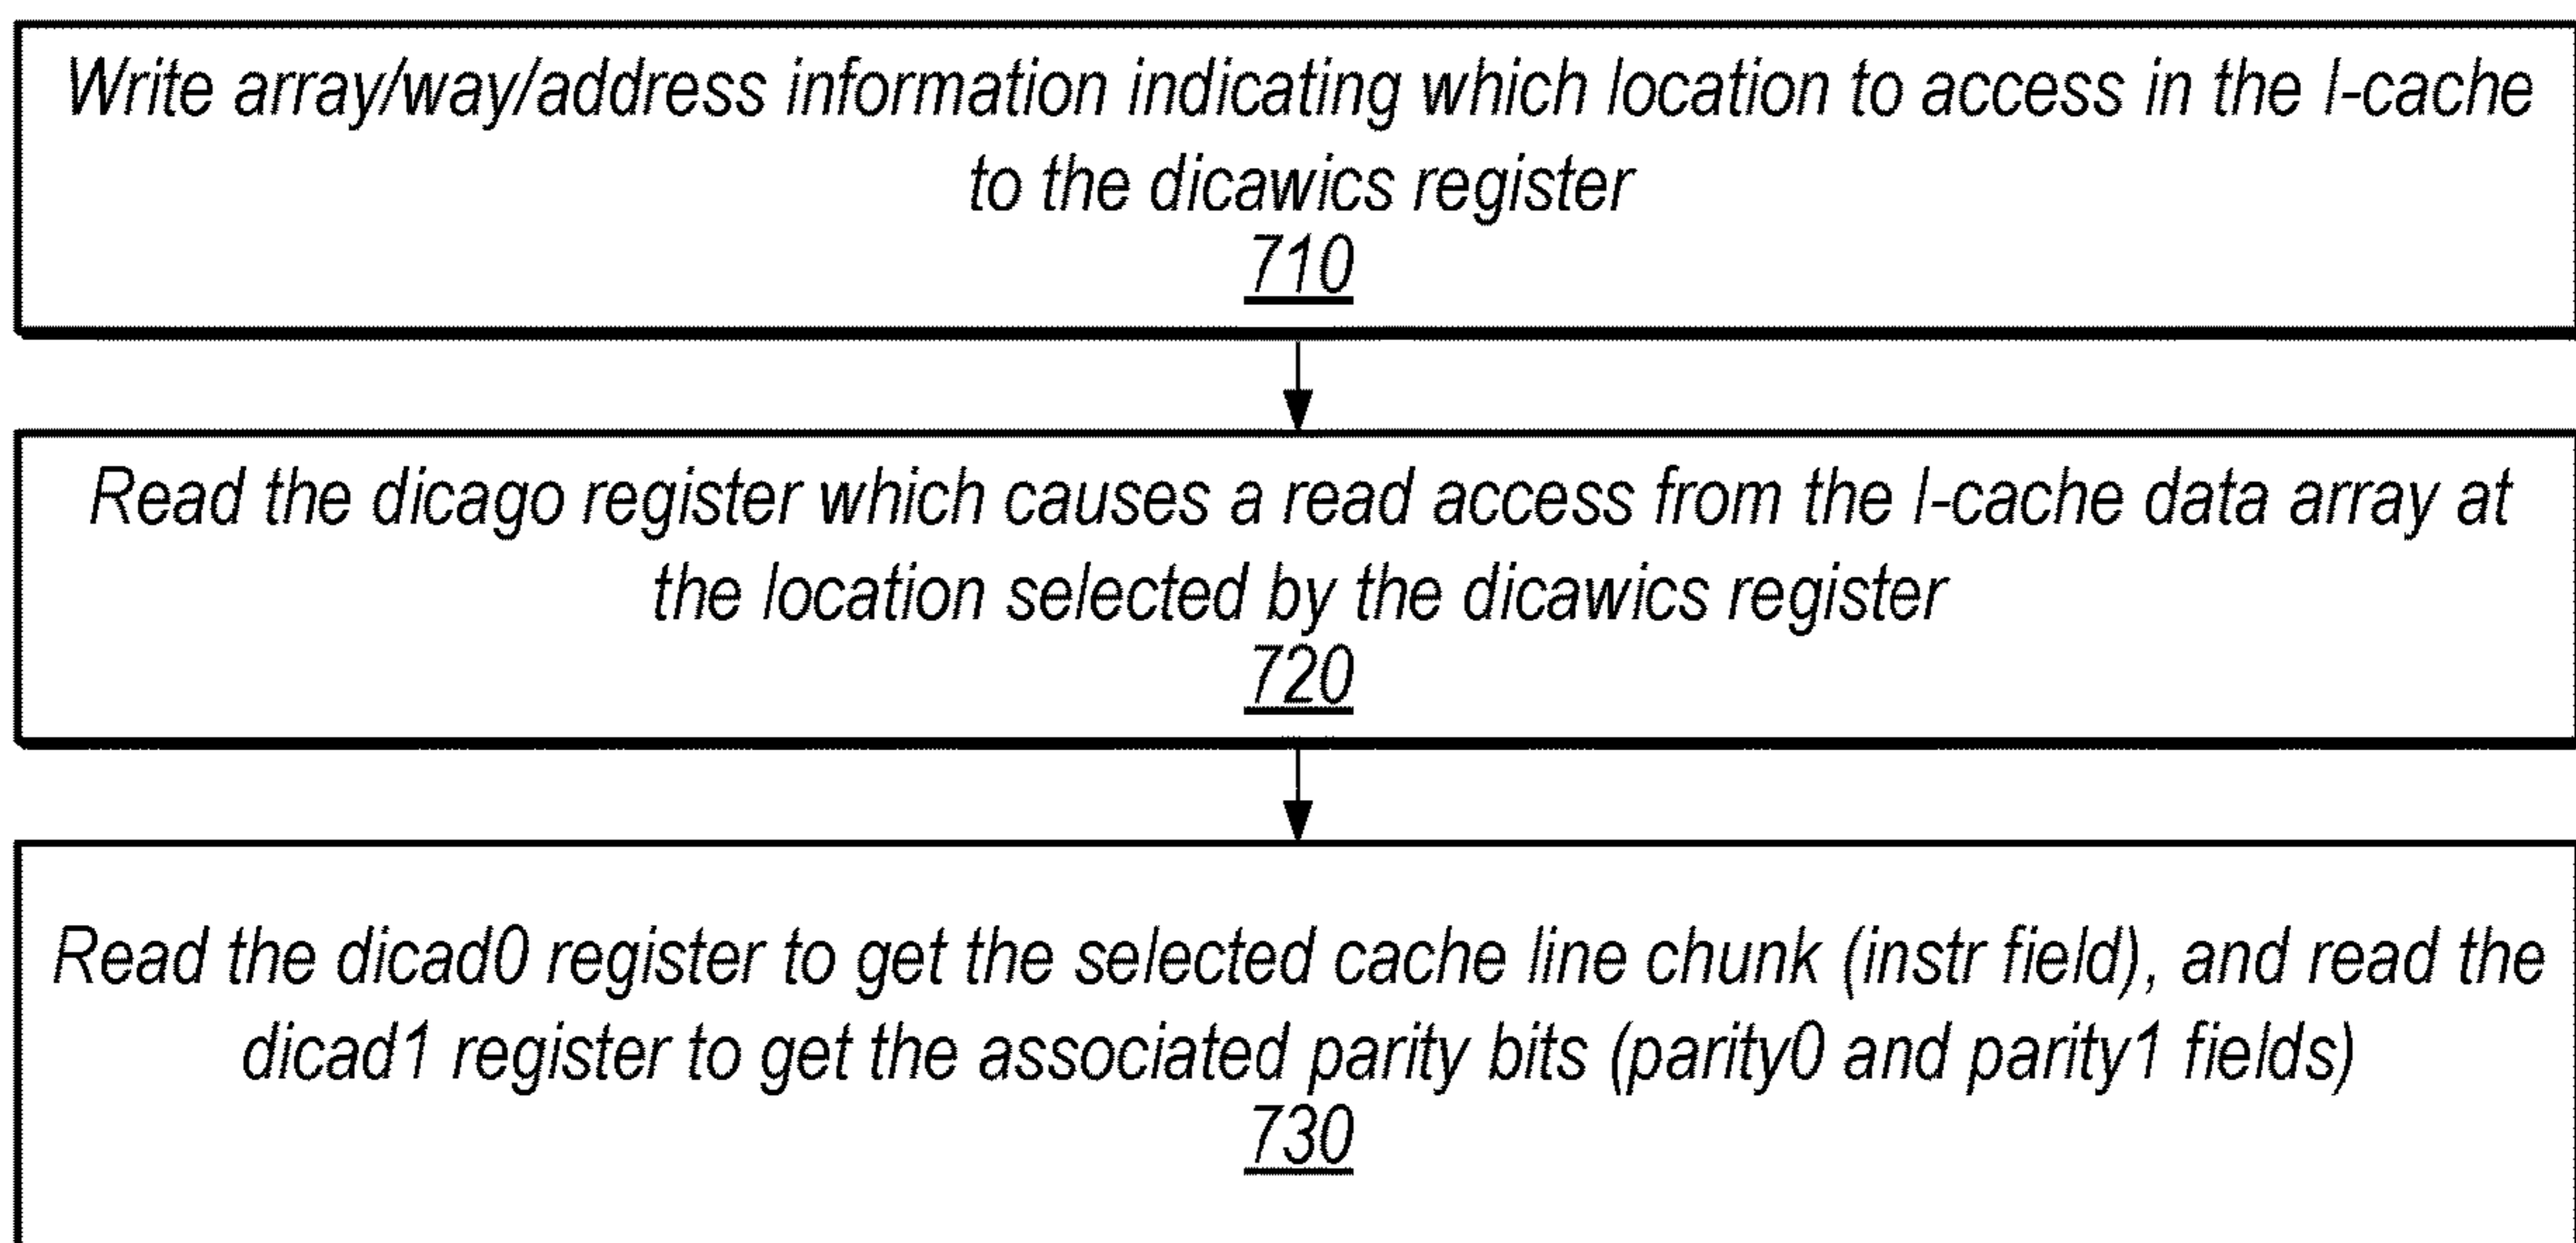 Write array/way/address information indicating which location to access in the I-cache
to the dicawics register
710
Read the dicago register which causes a read access from the I-cache data array at
the location selected by the dicawics register
720
Read the dicad0 register to get the selected cache line chunk (instr field), and read the
dicad1 register to get the associated parity bits (parity0 and parity1 fields)
730